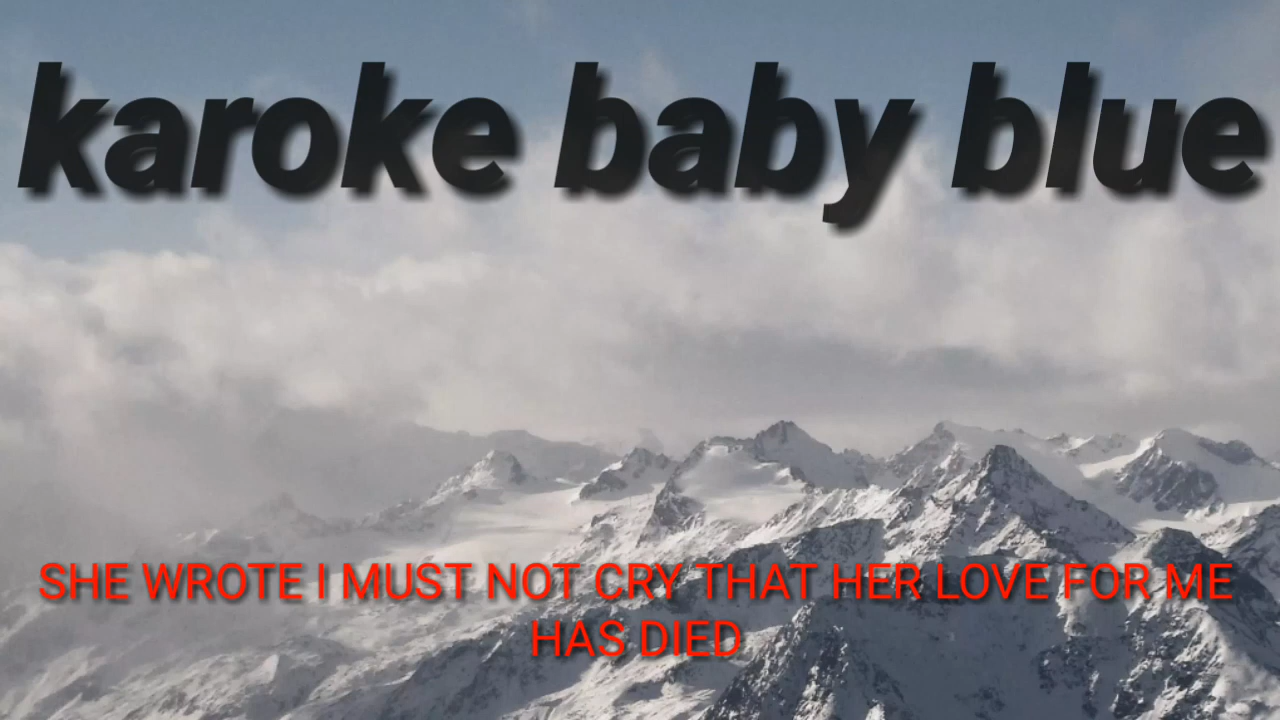 karoke baby blue
SHE WROTE I MUST NOT CRY THAT HER LOVE FOR ME
HAS DIED